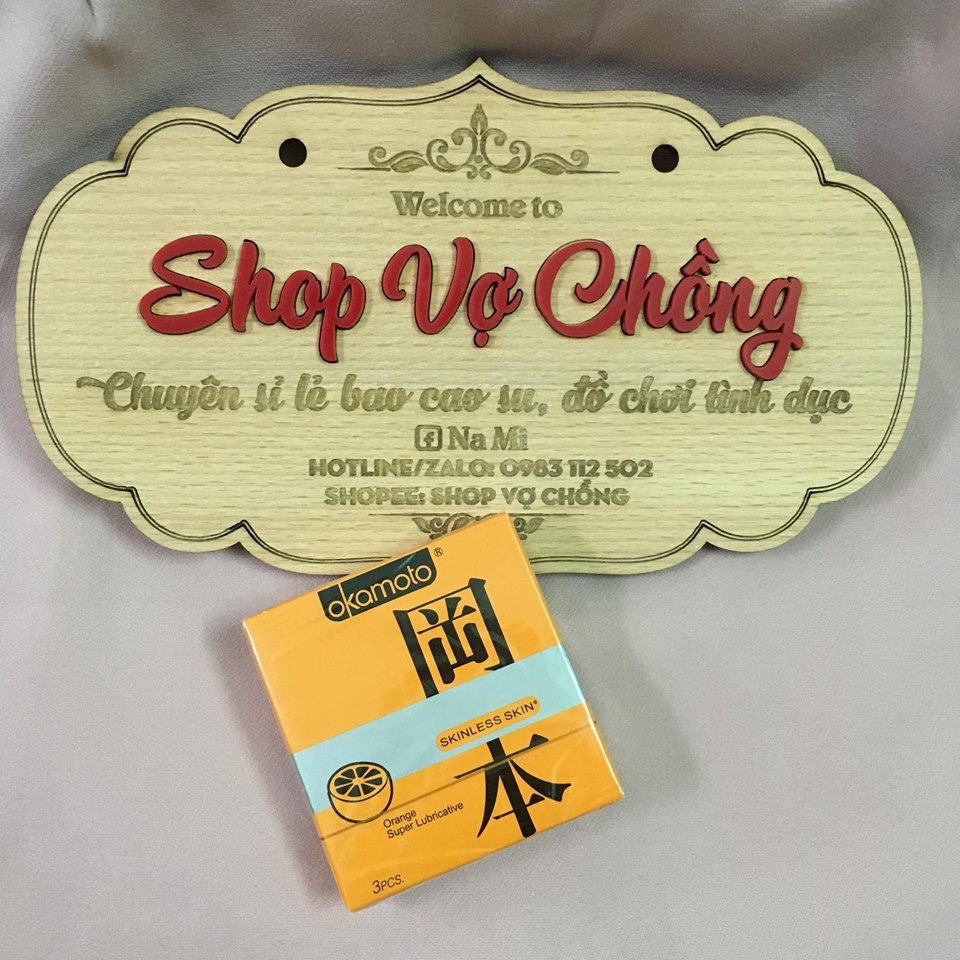 Welcome to
Shop Vợ Chồng
Chuyên sỉ lẻ bao cao su, đồ chơi tình dục
Na Mi
HOTLINE/ZALO: 0983 112 502
SHOPEE: SHOP VỢ CHỒNG
okamoto®
岡本
SKINLESS SKIN®
Orange
Super Lubricative
3PCS.